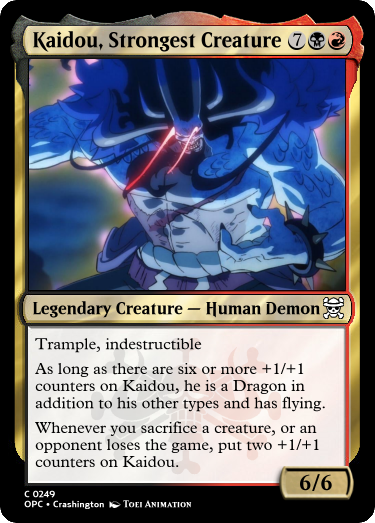 Kaidou, Strongest Creature 7
Legendary Creature — Human Demon
Trample, indestructible
As long as there are six or more +1/+1
counters on Kaidou, he is a Dragon in
addition to his other types and has flying.
Whenever you sacrifice a creature, or an
opponent loses the game, put two +1/+1
counters on Kaidou.
6/6
C 0249
OPC • Crashington TOEI ANIMATION